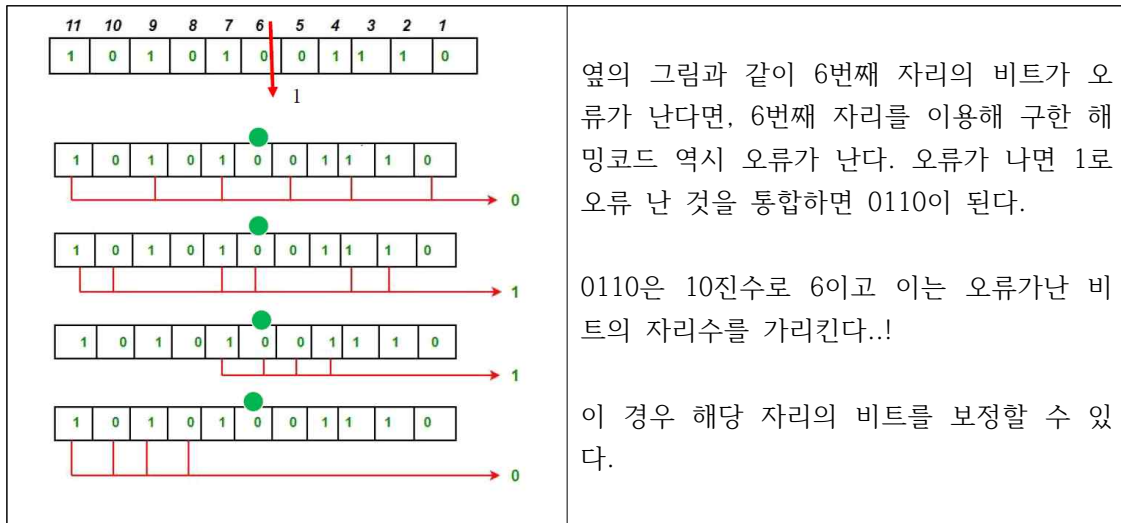 11 10 9 8 7 6 5 4 3 2 1
1 0 1 0 1 0 0 1 1 1 0
1
1 0 1 0 1 0 0 1 1 1 0
0
1 0 1 0 1 0 0 1 1 1 0
1
1 0 1 0 1 0 0 1 1 1 0
1
1 0 1 0 1 0 0 1 1 1 0
0
옆의 그림과 같이 6번째 자리의 비트가 오
류가 난다면, 6번째 자리를 이용해 구한 해
밍코드 역시 오류가 난다. 오류가 나면 1로
오류 난 것을 통합하면 0110이 된다.
0110은 10진수로 6이고 이는 오류가난 비
트의 자리수를 가리킨다..!
이 경우 해당 자리의 비트를 보정할 수 있
다.